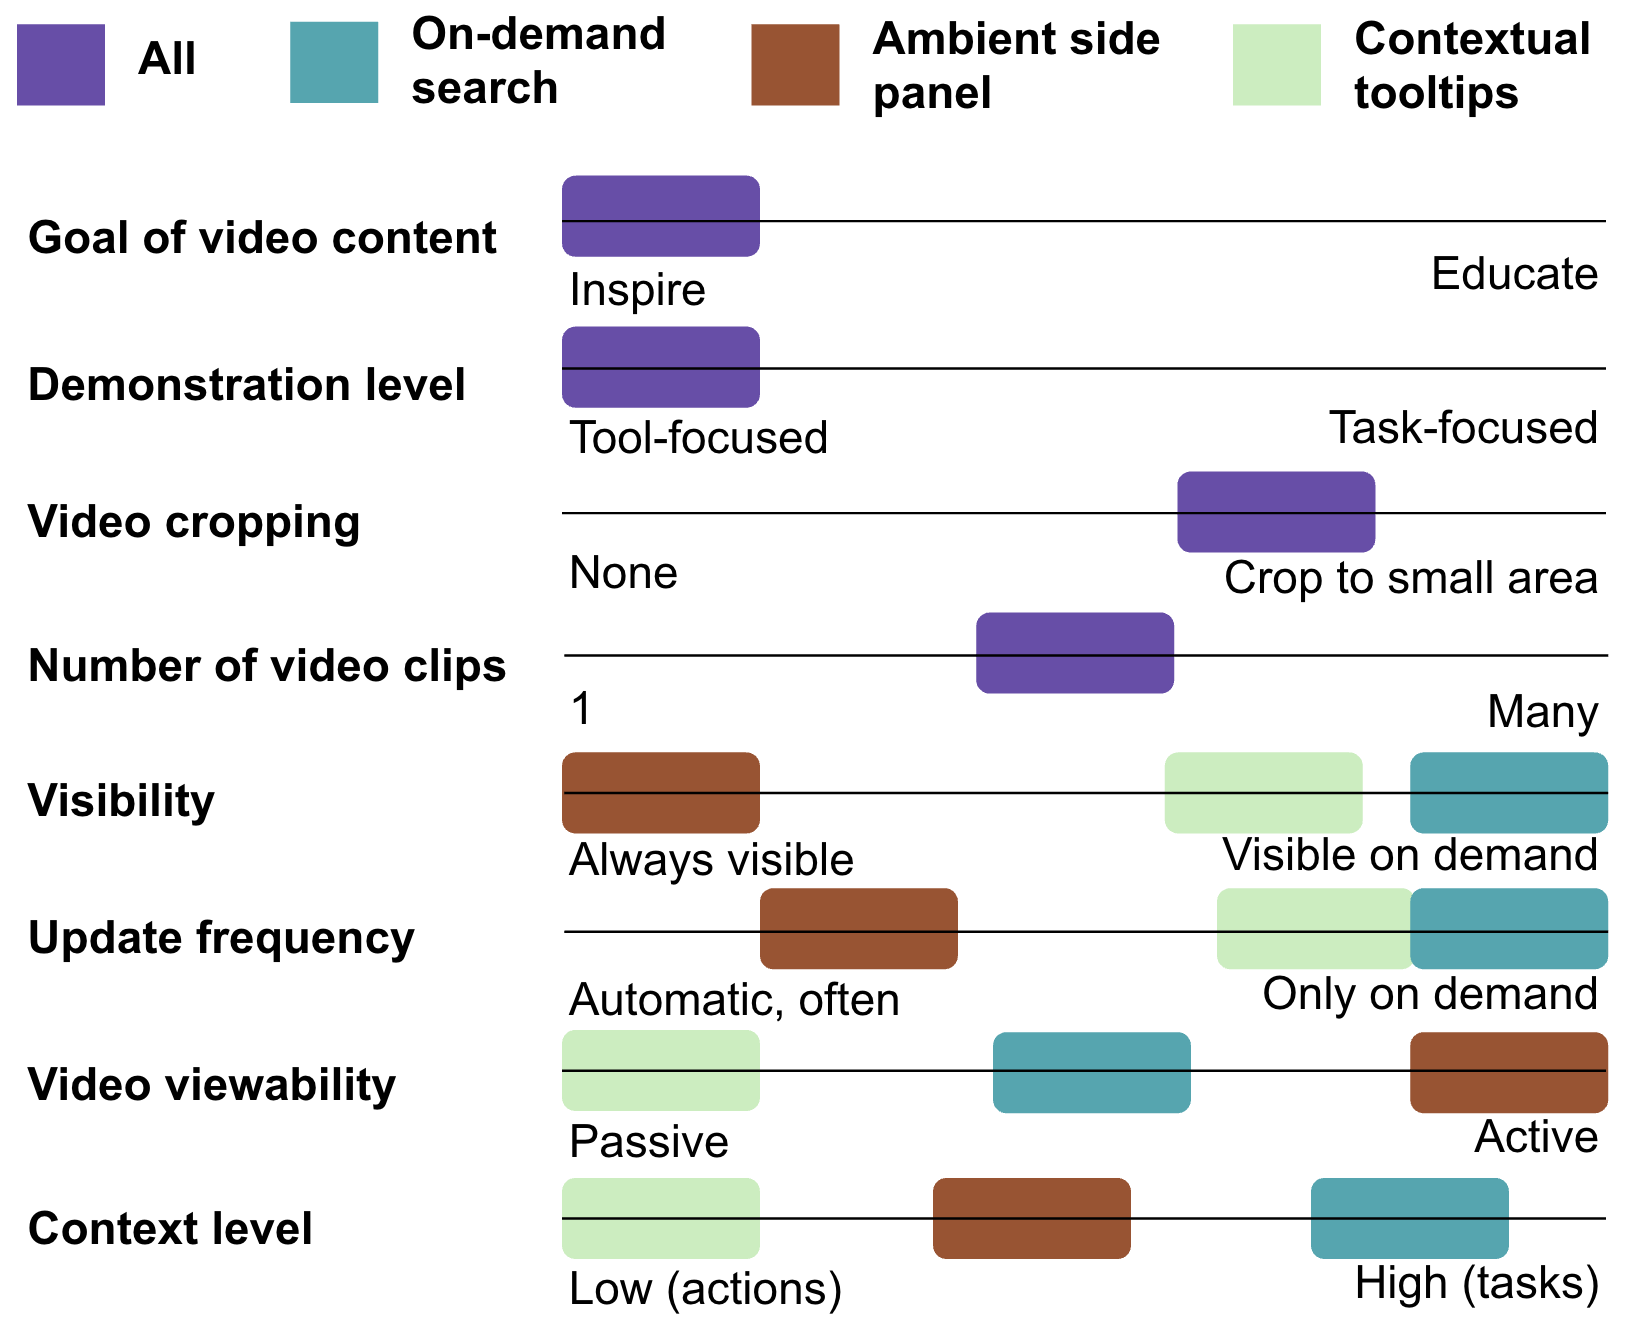 All
On-demand
search
Ambient side
panel
Contextual
tooltips
Goal of video content
Inspire
Educate
Demonstration level
Tool-focused
Task-focused
Video cropping
None
Crop to small area
Number of video clips
1
Many
Visibility
Always visible
Visible on demand
Update frequency
Automatic, often
Only on demand
Video viewability
Passive
Active
Context level
Low (actions)
High (tasks)